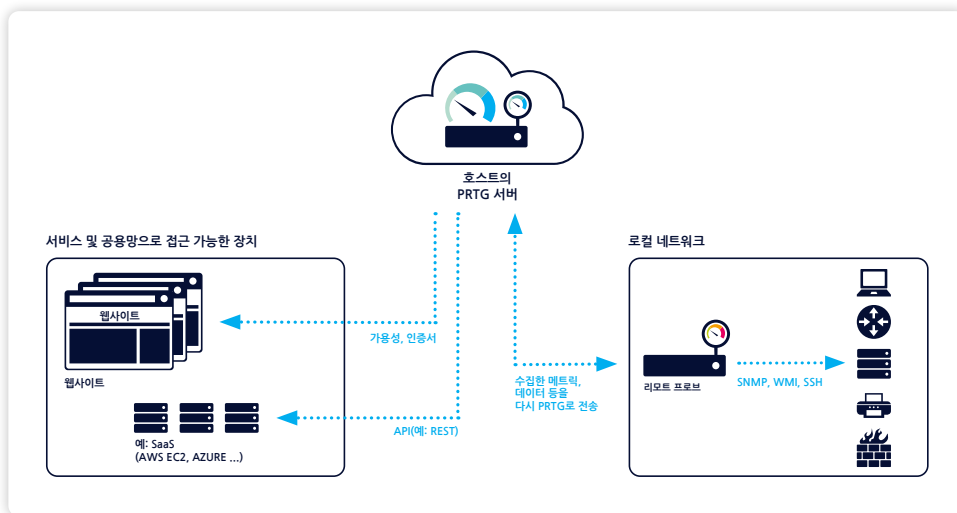 호스트의
PRTG 서버
서비스 및 공용망으로 접근 가능한 장치
웹사이트
웹사이트
가용성, 인증서
예: SaaS
(AWS EC2, AZURE ...)
API(예: REST)
수집한 메트릭,
데이터 등을
다시 PRTG로 전송
로컬 네트워크
리모트 프로브
SNMP, WMI, SSH